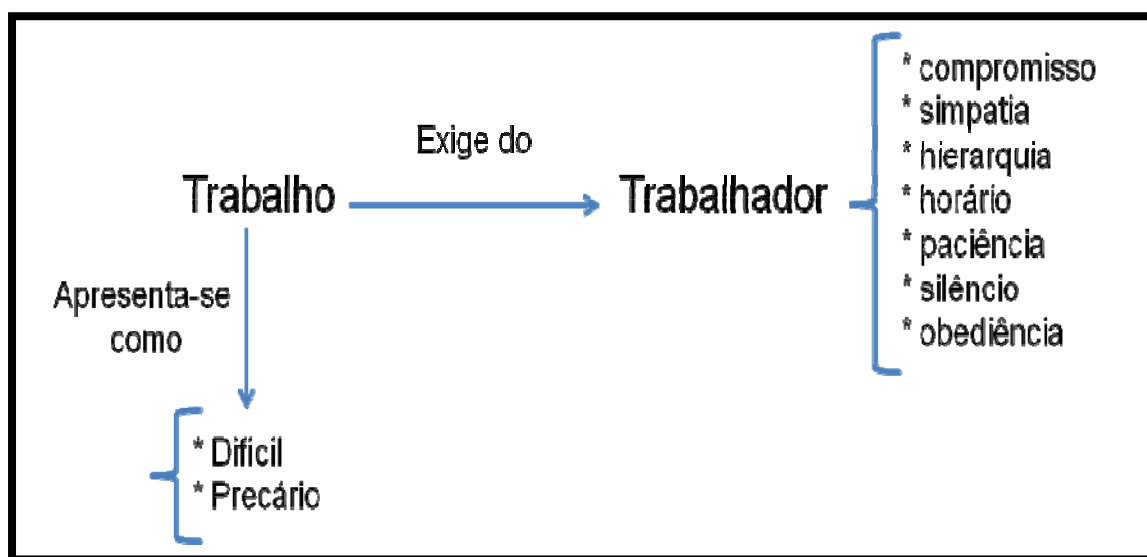 Trabalho
Exige do
Trabalhador
* compromisso
* simpatia
* hierarquia
* horário
* paciência
* silêncio
* obediência
Apresenta-se
como
* Difícil
* Precário